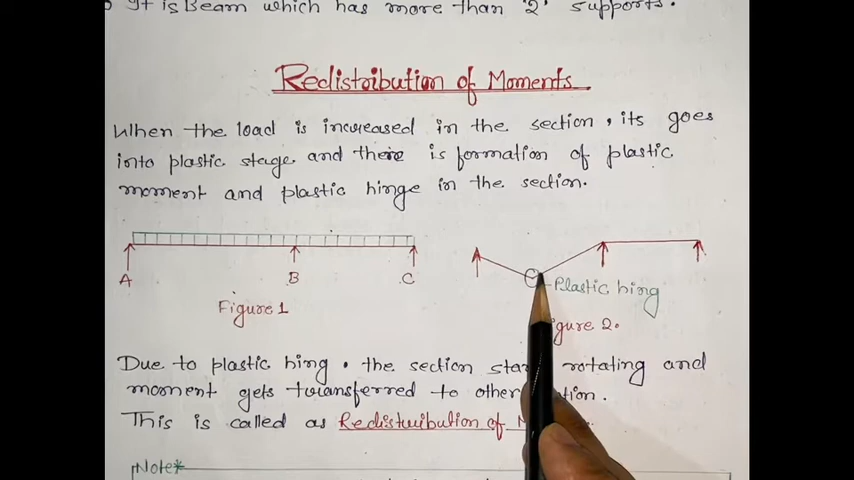 It is Beam which has more than '2' supports.
Redistribution of Moments
When the load is increased in the section, its goes
into plastic stage and there is formation of plastic
moment and plastic hinge in the section.
A
B
C
Figure 1
Plastic hing
igure 2.
Due to plastic hing. the section star rotating and
moment gets transferred to other tion.
This is called as Redistribution of M
Note*